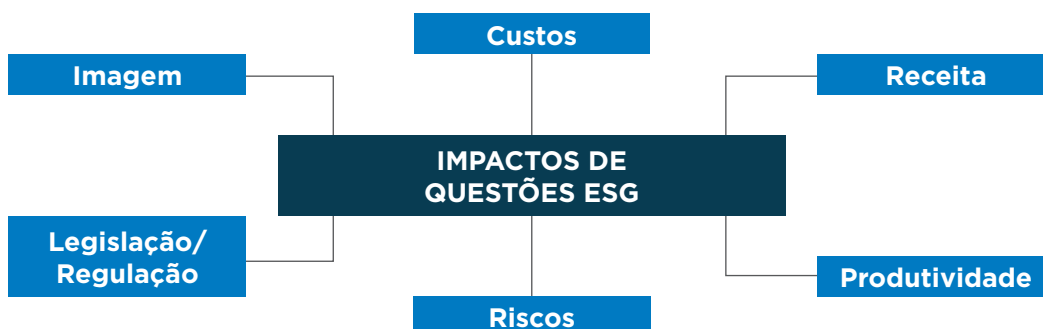 Custos
Imagem
Receita
IMPACTOS DE
QUESTÕES ESG
Legislação/
Regulação
Produtividade
Riscos